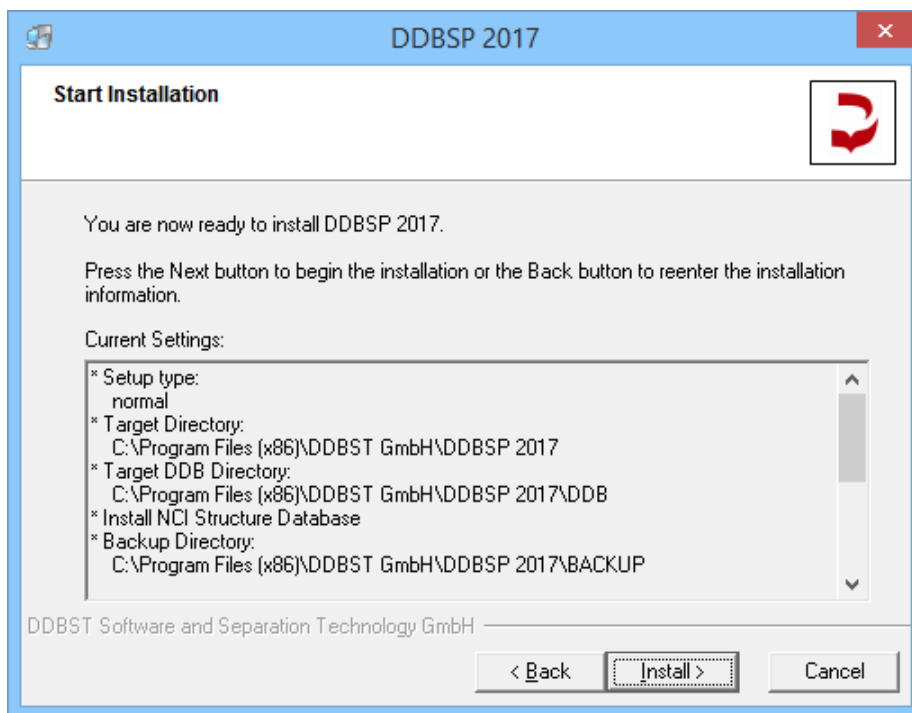 DDBSP 2017
Start Installation
You are now ready to install DDBSP 2017.
Press the Next button to begin the installation or the Back button to reenter the installation
information.
Current Settings:
* Setup type:
normal
* Target Directory:
C:\Program Files (x86)\DDBST GmbH\DDBSP 2017
* Target DDB Directory:
C:\Program Files (x86)\DDBST GmbH\DDBSP 2017\DDB
* Install NCI Structure Database
* Backup Directory:
C:\Program Files (x86)\DDBST GmbH\DDBSP 2017\BACKUP
DDBST Software and Separation Technology GmbH
< Back
Install >
Cancel